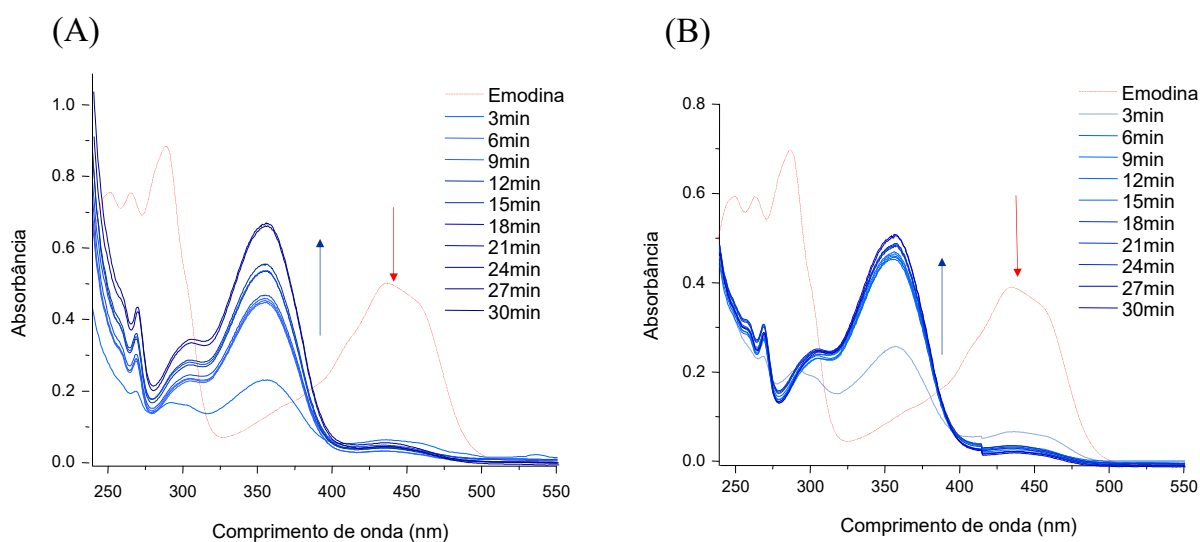 (A)
1.0
0.8
0.6
0.4
0.2
0.0
Absorbância
250
300
350
400
450
500
550
Comprimento de onda (nm)
Emodina
3min
6min
9min
12min
15min
18min
21min
24min
27min
30min
(B)
0.8
0.6
0.4
0.2
0.0
Absorbância
250
300
350
400
450
500
550
Comprimento de onda (nm)
Emodina
3min
6min
9min
12min
15min
18min
21min
24min
27min
30min